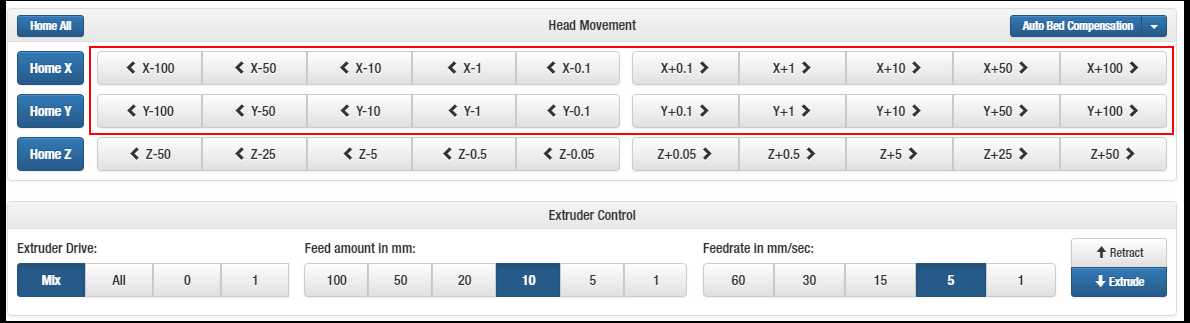 Home All Head Movement Auto Bed Compensation
Home X X-100 X-50 X-10 X-1 X-0.1 X+0.1 X+1 X+10 X+50 X+100
Home Y Y-100 Y-50 Y-10 Y-1 Y-0.1 Y+0.1 Y+1 Y+10 Y+50 Y+100
Home Z Z-50 Z-25 Z-5 Z-0.5 Z-0.05 Z+0.05 Z+0.5 Z+5 Z+25 Z+50
Extruder Control
Extruder Drive: Feed amount in mm: Feedrate in mm/sec: Retract
Mix All 0 1 100 50 20 10 5 1 60 30 15 5 1 Extrude